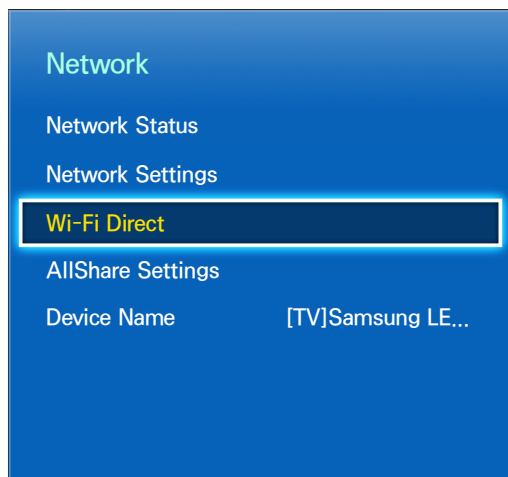 Network
Network Status
Network Settings
Wi-Fi Direct
AllShare Settings
Device Name [TV]Samsung LE...